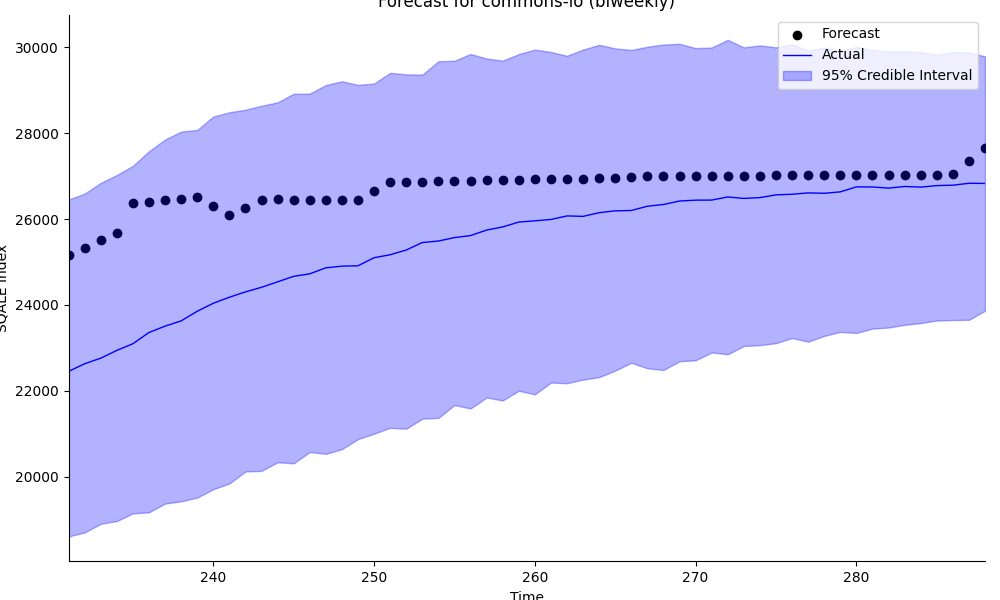 Forecast for commons-io (biweekly)
Forecast
Actual
95% Credible Interval
30000
28000
26000
24000
22000
20000
SQALE Index
240
250
260
270
280
Time